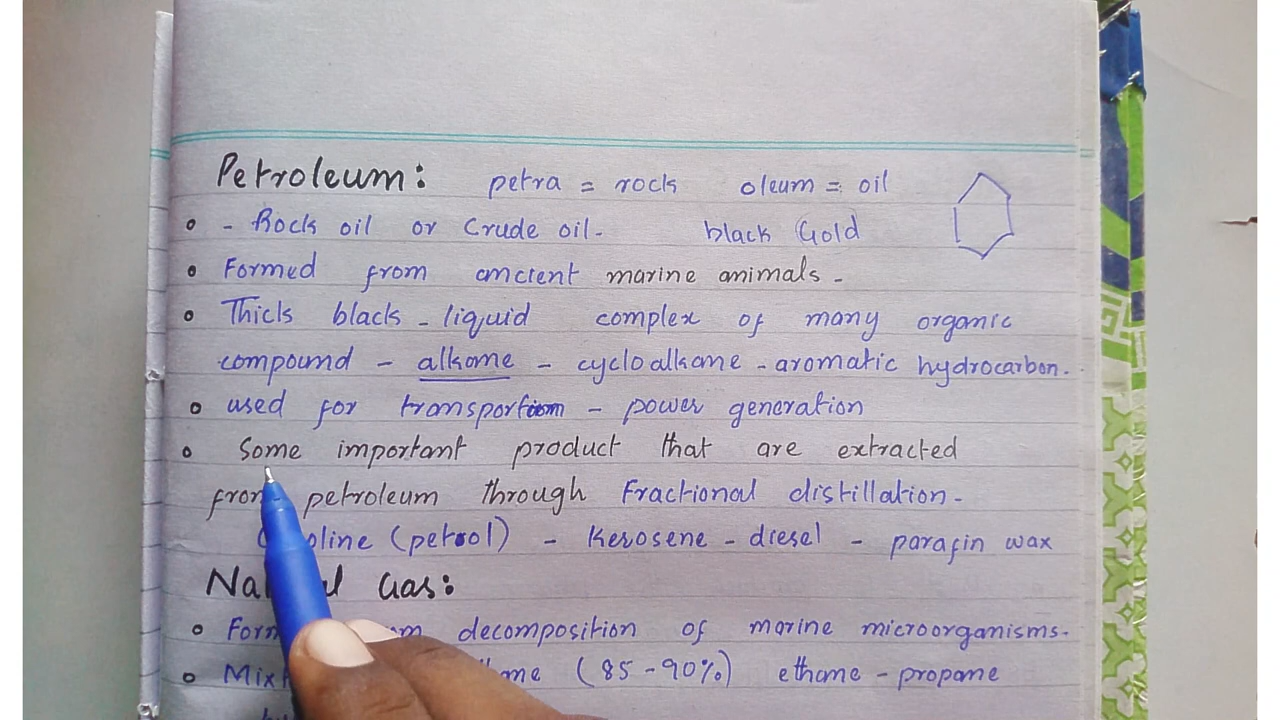 Petroleum: petra = rock oleum = oil
- Rock oil or Crude oil. black Gold
Formed from ancient marine animals.
Thick black - liquid complex of many organic
compound - alkane - cycloalkane - aromatic hydrocarbon.
used for transportion - power generation
Some important product that are extracted
from petroleum through Fractional distillation.
(petrol) - kerosene - diesel - parafin wax
Gas:
decomposition of marine microorganisms.
(85-90%) ethane - propane